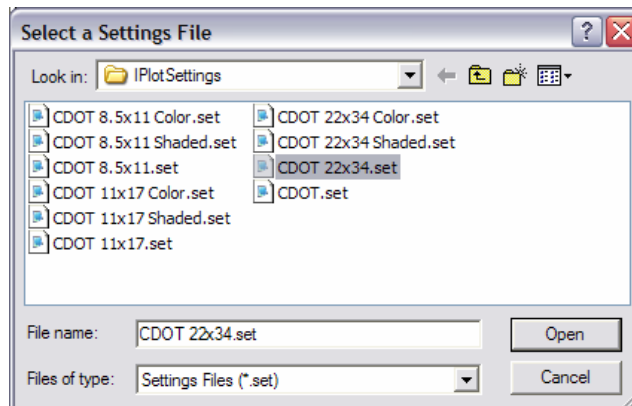 Select a Settings File
Look in: IPlotSettings
CDOT 8.5x11 Color.set
CDOT 8.5x11 Shaded.set
CDOT 8.5x11.set
CDOT 11x17 Color.set
CDOT 11x17 Shaded.set
CDOT 11x17.set
CDOT 22x34 Color.set
CDOT 22x34 Shaded.set
CDOT 22x34.set
CDOT.set
File name: CDOT 22x34.set Open
Files of type: Settings Files (*.set) Cancel